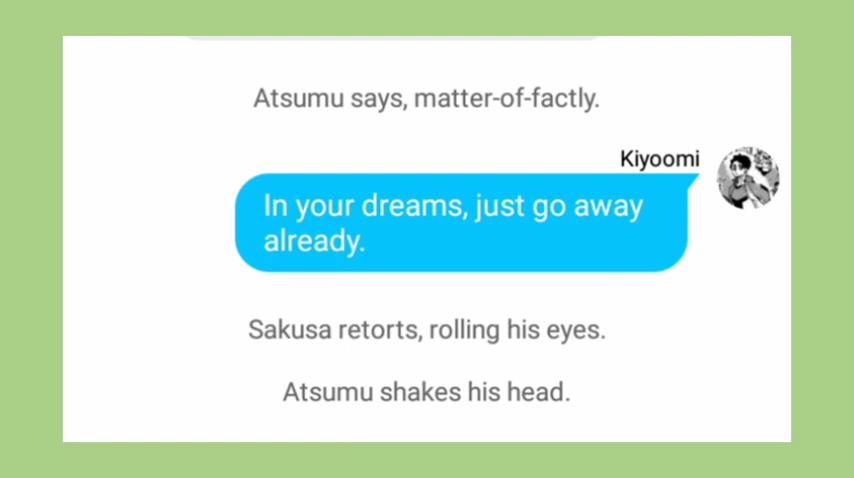 Atsumu says, matter-of-factly.
Kiyoomi
In your dreams, just go away
already.
Sakusa retorts, rolling his eyes.
Atsumu shakes his head.